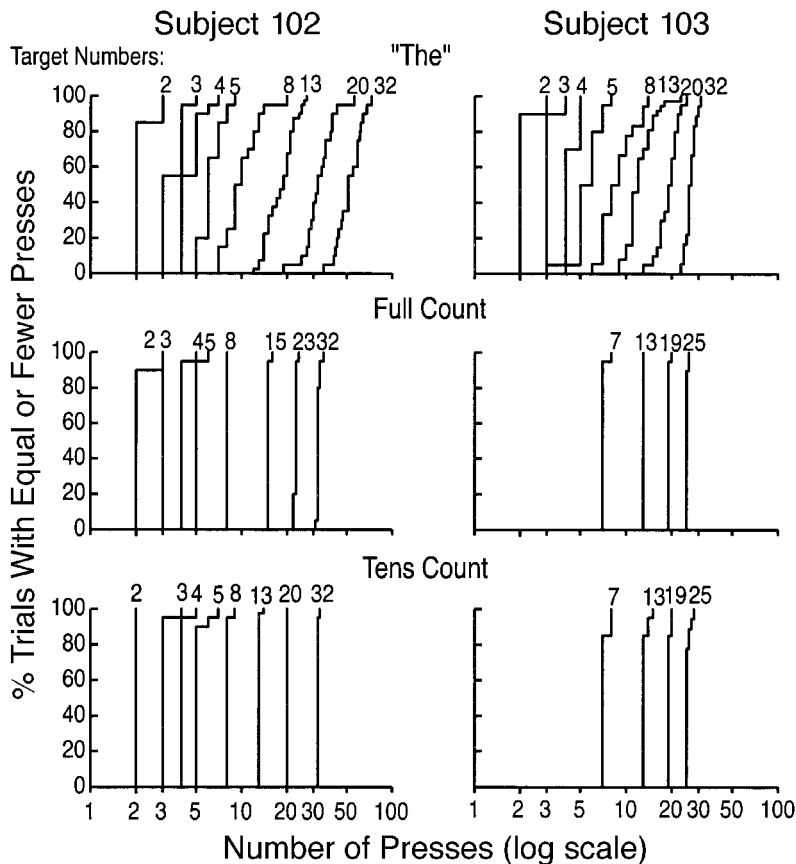 Subject 102 Subject 103
Target Numbers: "The"
2 3 4 5 8 13 20 32 2 3 4 5 8 13 20 32
100
80
60
40
20
0
Full Count
2 3 4 5 8 15 23 32 7 13 19 25
100
80
60
40
20
0
Tens Count
2 3 4 5 8 13 20 32 7 13 19 25
100
80
60
40
20
0
1 2 3 5 10 20 30 50 100 1 2 3 5 10 20 30 50 100
% Trials With Equal or Fewer Presses
Number of Presses (log scale)